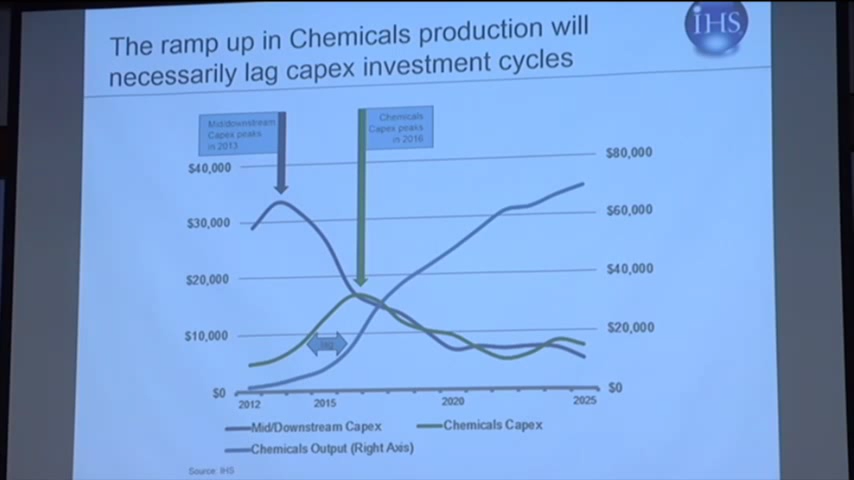 The ramp up in Chemicals production will
necessarily lag capex investment cycles
IHS
Mid/downstream
Capex peaks
in 2013
Chemicals
Capex peaks
in 2016
$40,000
$30,000
$20,000
$10,000
$0
$80,000
$60,000
$40,000
$20,000
$0
lag
2012
2015
2020
2025
Mid/Downstream Capex
Chemicals Capex
Chemicals Output (Right Axis)
Source: IHS